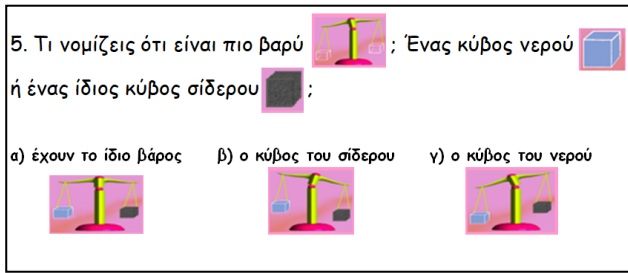 5. Τι νομίζεις ότι είναι πιο βαρύ ; Ένας κύβος νερού
ή ένας ίδιος κύβος σίδερου ;
α) έχουν το ίδιο βάρος β) ο κύβος του σίδερου γ) ο κύβος του νερού